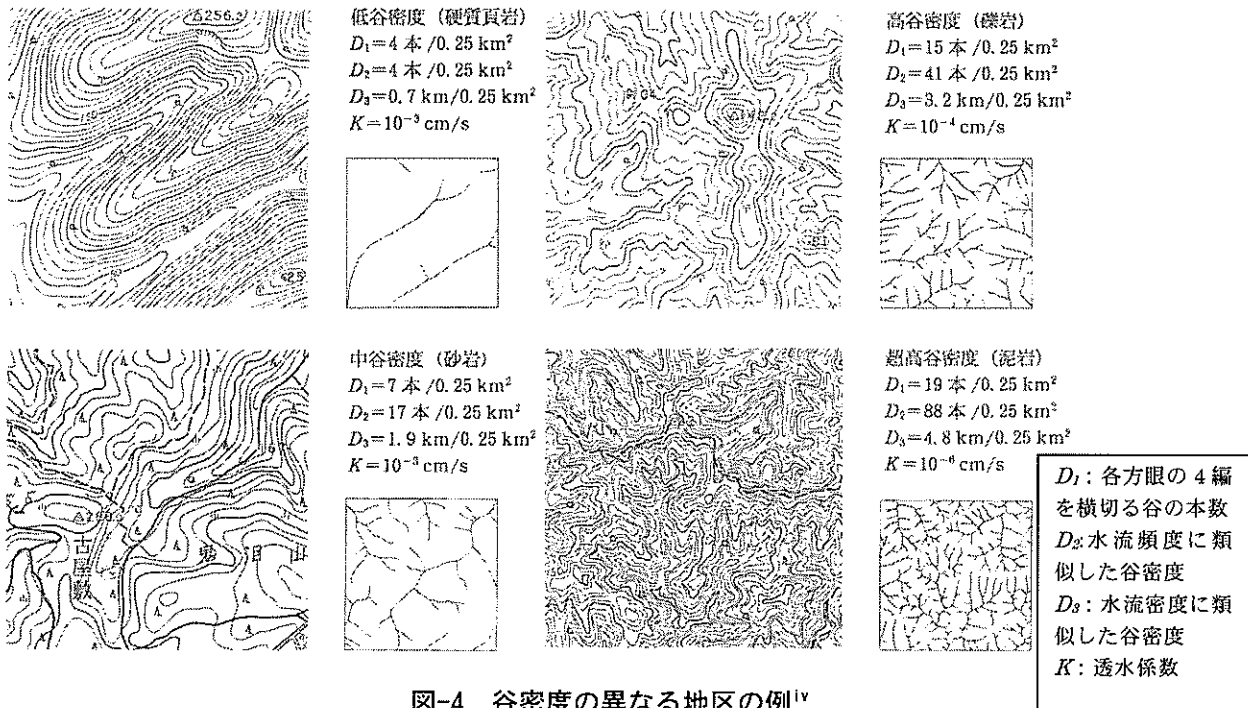 △256.3
625
低谷密度（硬質頁岩）
D₁＝4 本/0.25 km²
D₂＝4 本/0.25 km²
D₃＝0.7 km/0.25 km²
K＝10⁻³ cm/s
高谷密度（礫岩）
D₁＝15 本/0.25 km²
D₂＝41 本/0.25 km²
D₃＝3.2 km/0.25 km²
K＝10⁻⁴ cm/s
古屋敷
中谷密度（砂岩）
D₁＝7 本/0.25 km²
D₂＝17 本/0.25 km²
D₃＝1.9 km/0.25 km²
K＝10⁻³ cm/s
超高谷密度（泥岩）
D₁＝19 本/0.25 km²
D₂＝88 本/0.25 km²
D₃＝4.8 km/0.25 km²
K＝10⁻⁶ cm/s
D₁：各方眼の 4 編
を横切る谷の本数
D₂:水流頻度に類
似した谷密度
D₃：水流密度に類
似した谷密度
K：透水係数
図-4 谷密度の異なる地区の例ⁱᵛ